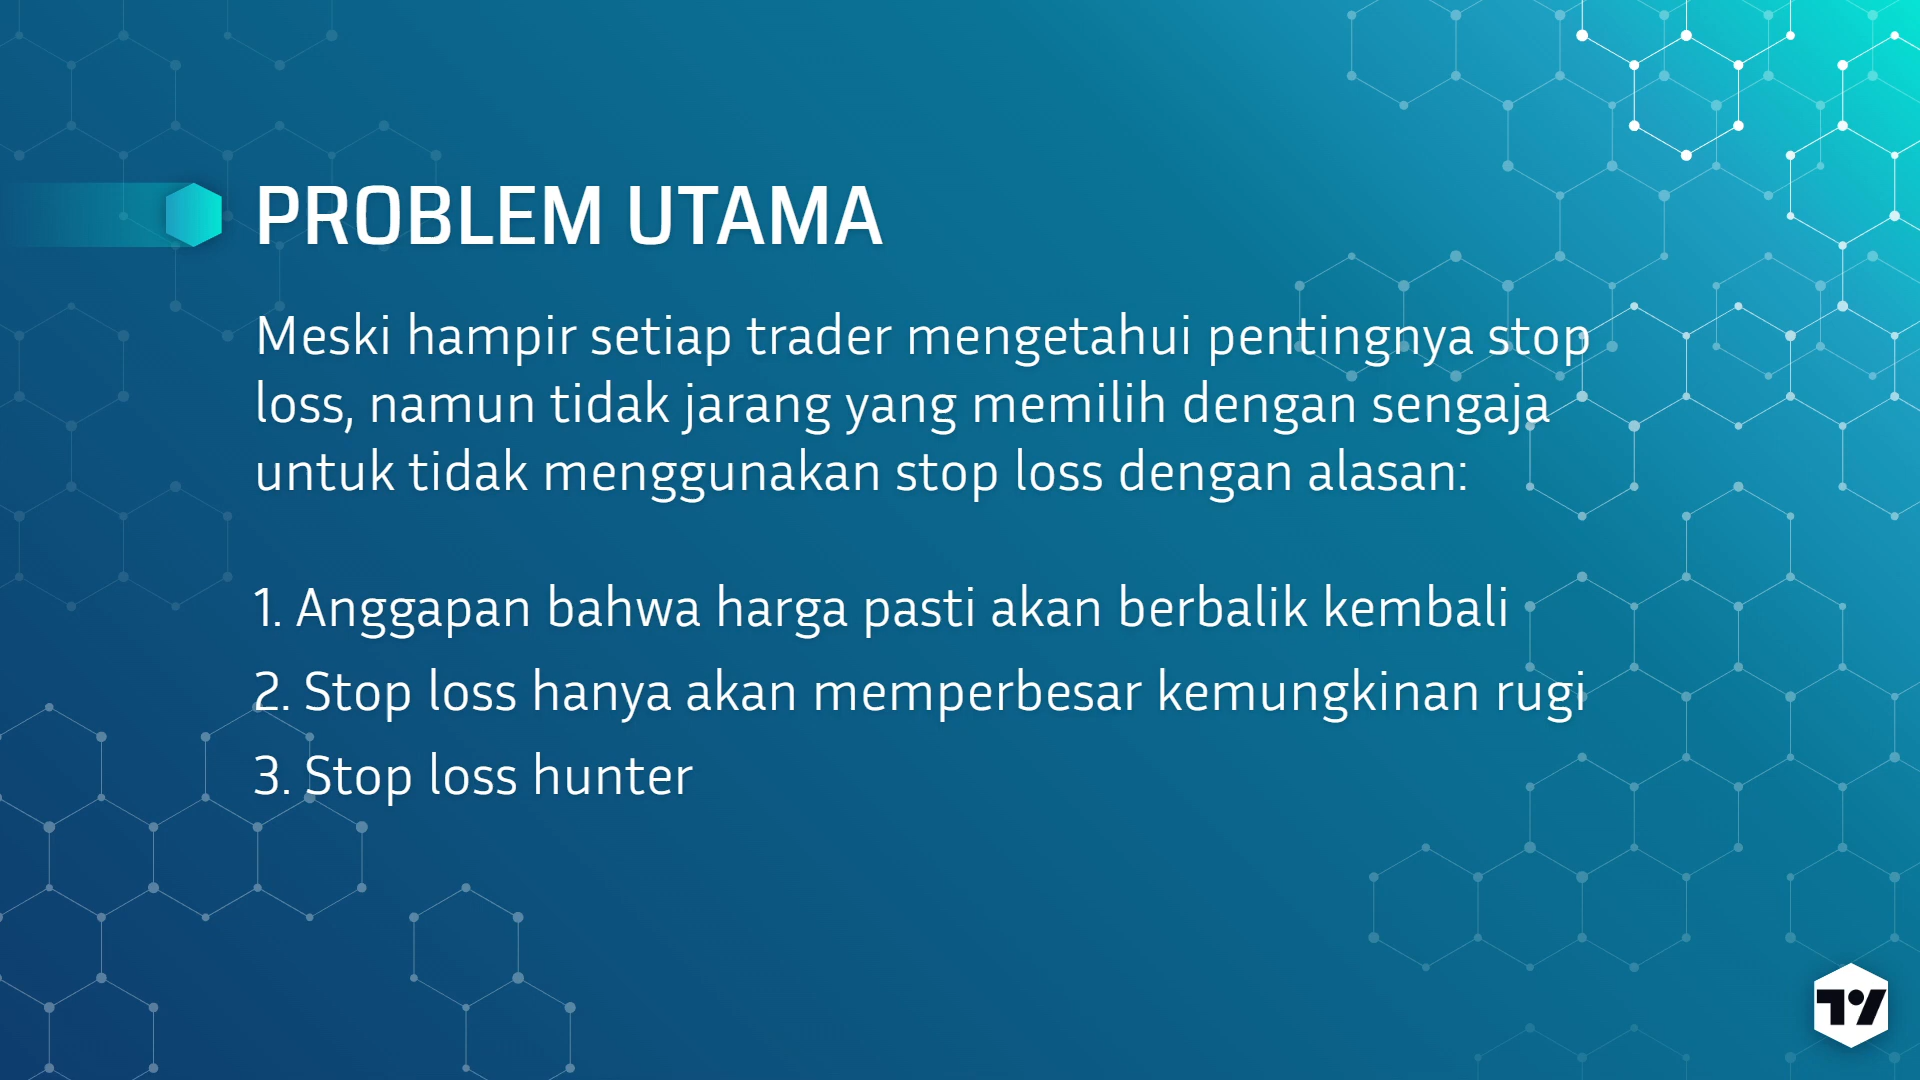 PROBLEM UTAMA
Meski hampir setiap trader mengetahui pentingnya stop
loss, namun tidak jarang yang memilih dengan sengaja
untuk tidak menggunakan stop loss dengan alasan:
1. Anggapan bahwa harga pasti akan berbalik kembali
2. Stop loss hanya akan memperbesar kemungkinan rugi
3. Stop loss hunter